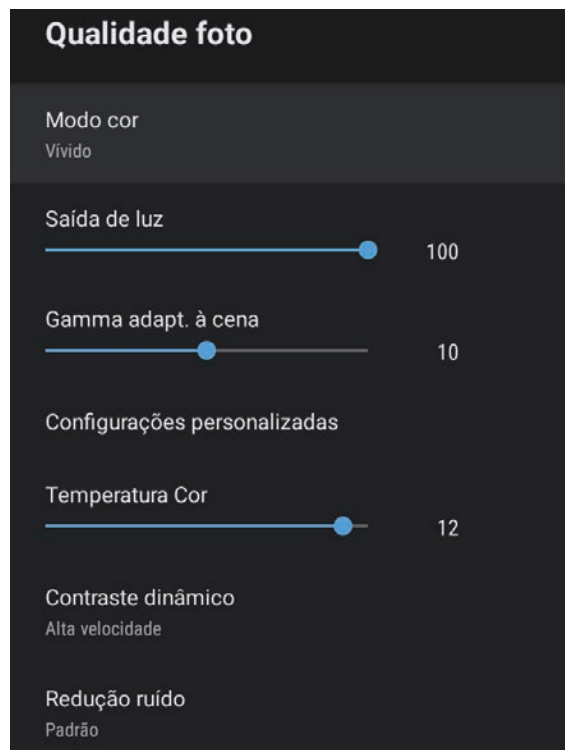 Qualidade foto
Modo cor
Vívido
Saída de luz
100
Gamma adapt. à cena
10
Configurações personalizadas
Temperatura Cor
12
Contraste dinâmico
Alta velocidade
Redução ruído
Padrão